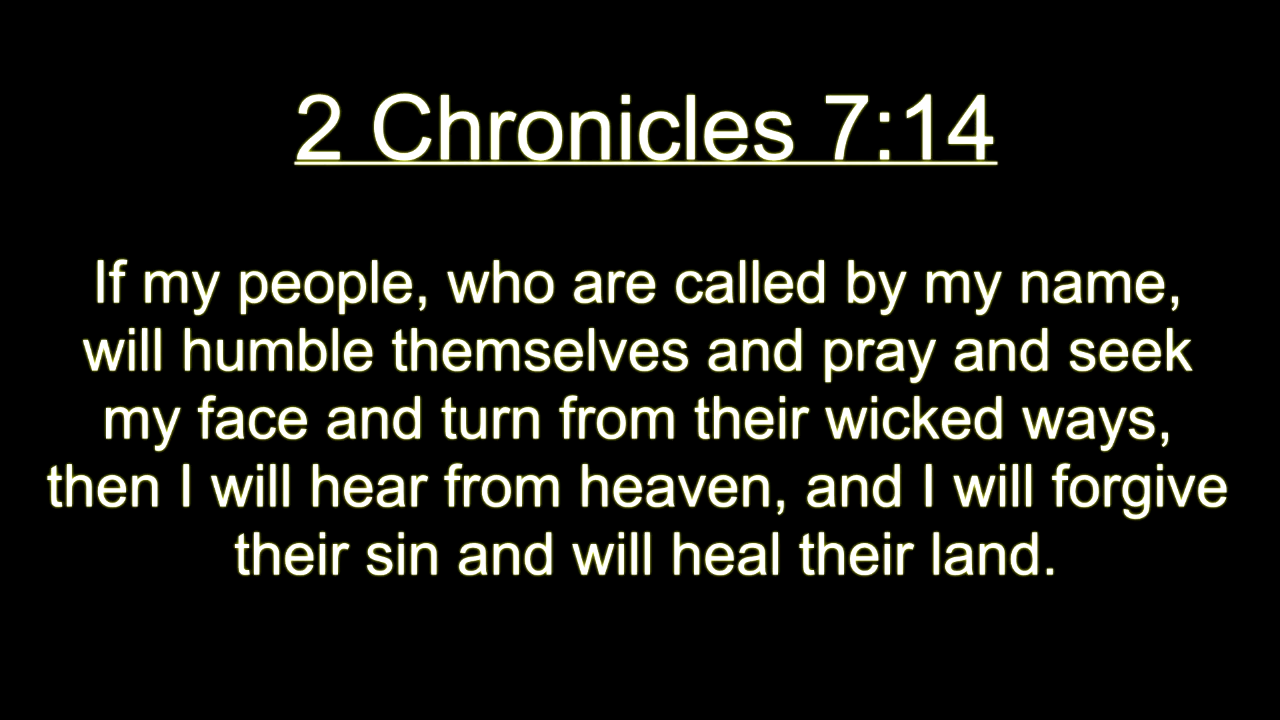 2 Chronicles 7:14
If my people, who are called by my name,
will humble themselves and pray and seek
my face and turn from their wicked ways,
then I will hear from heaven, and I will forgive
their sin and will heal their land.